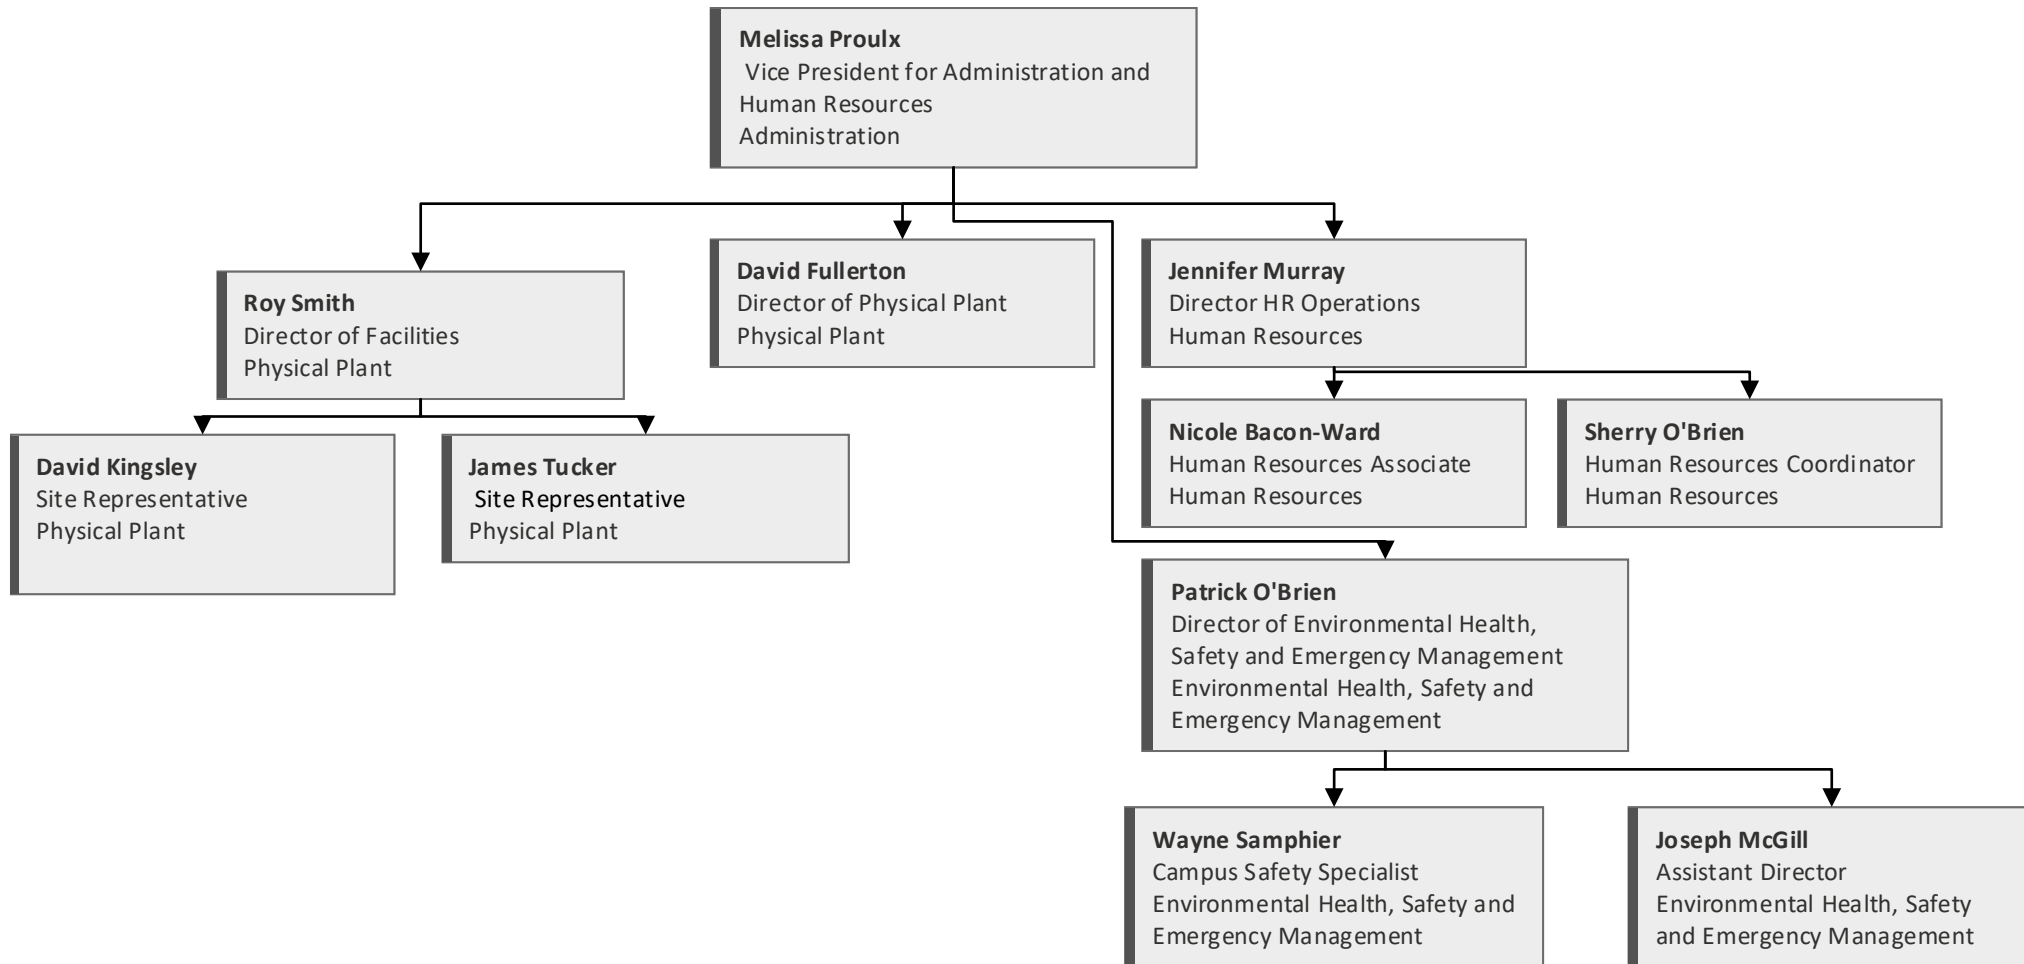 Melissa Proulx
Vice President for Administration and
Human Resources
Administration
Roy Smith
Director of Facilities
Physical Plant
David Fullerton
Director of Physical Plant
Physical Plant
Jennifer Murray
Director HR Operations
Human Resources
David Kingsley
Site Representative
Physical Plant
James Tucker
Site Representative
Physical Plant
Nicole Bacon-Ward
Human Resources Associate
Human Resources
Sherry O'Brien
Human Resources Coordinator
Human Resources
Patrick O'Brien
Director of Environmental Health,
Safety and Emergency Management
Environmental Health, Safety and
Emergency Management
Wayne Samphier
Campus Safety Specialist
Environmental Health, Safety and
Emergency Management
Joseph McGill
Assistant Director
Environmental Health, Safety
and Emergency Management